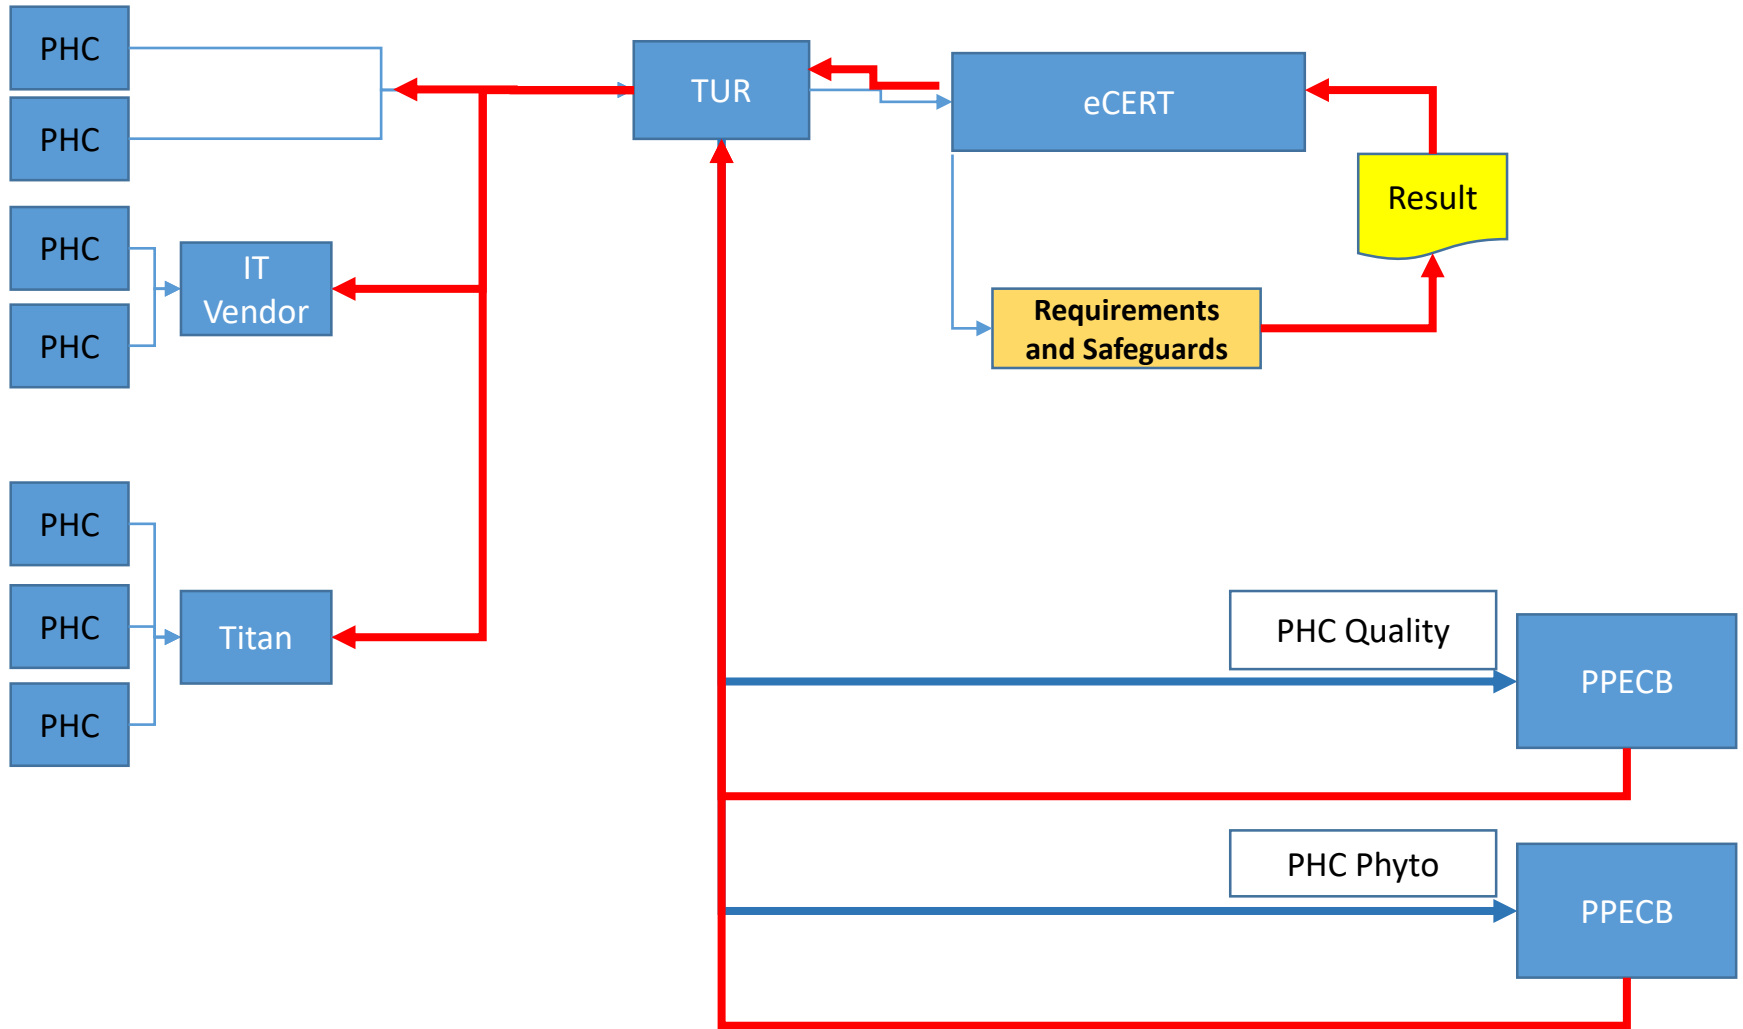 PHC
PHC
TUR
eCERT
Result
PHC
PHC
IT
Vendor
Requirements
and Safeguards
PHC
PHC
PHC
Titan
PHC Quality
PPECB
PHC Phyto
PPECB